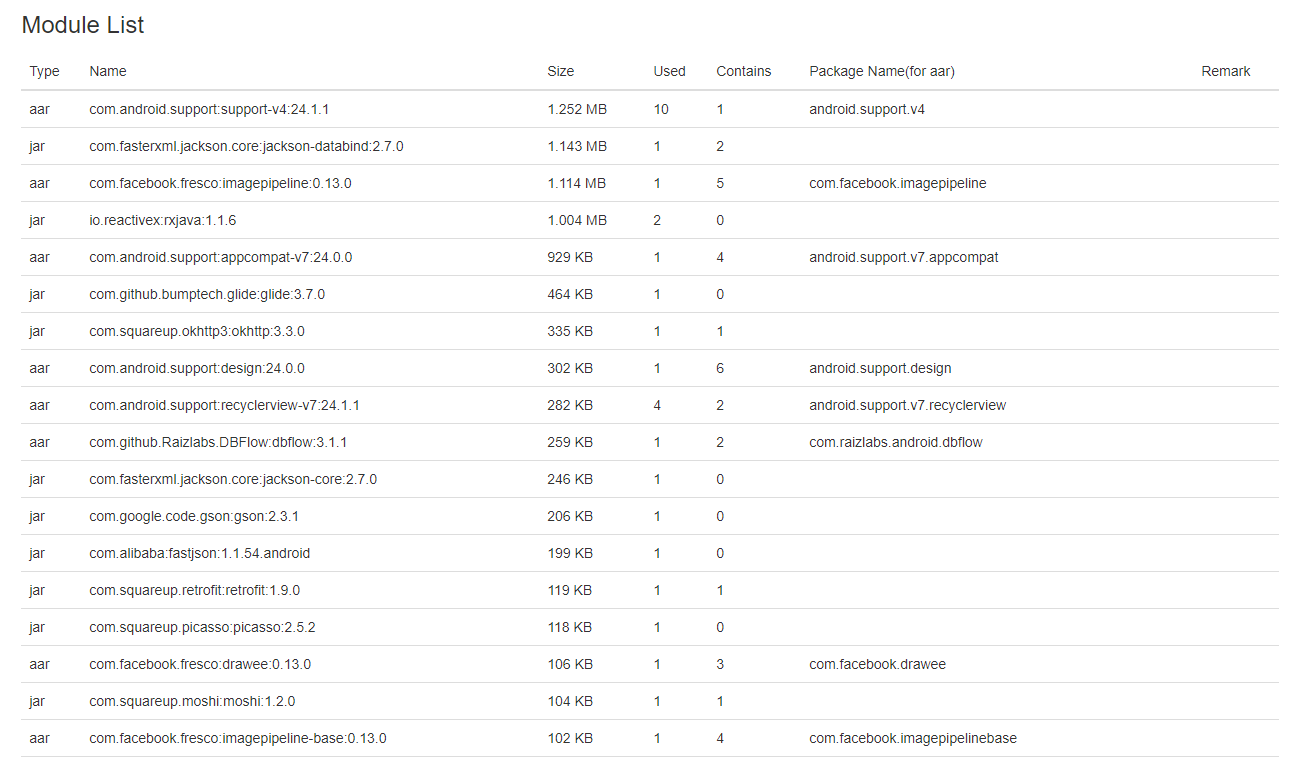 Module List
Type Name Size Used Contains Package Name(for aar) Remark
aar com.android.support:support-v4:24.1.1 1.252 MB 10 1 android.support.v4
jar com.fasterxml.jackson.core:jackson-databind:2.7.0 1.143 MB 1 2
aar com.facebook.fresco:imagepipeline:0.13.0 1.114 MB 1 5 com.facebook.imagepipeline
jar io.reactivex:rxjava:1.1.6 1.004 MB 2 0
aar com.android.support:appcompat-v7:24.0.0 929 KB 1 4 android.support.v7.appcompat
jar com.github.bumptech.glide:glide:3.7.0 464 KB 1 0
jar com.squareup.okhttp3:okhttp:3.3.0 335 KB 1 1
aar com.android.support:design:24.0.0 302 KB 1 6 android.support.design
aar com.android.support:recyclerview-v7:24.1.1 282 KB 4 2 android.support.v7.recyclerview
aar com.github.Raizlabs.DBFlow:dbflow:3.1.1 259 KB 1 2 com.raizlabs.android.dbflow
jar com.fasterxml.jackson.core:jackson-core:2.7.0 246 KB 1 0
jar com.google.code.gson:gson:2.3.1 206 KB 1 0
jar com.alibaba:fastjson:1.1.54.android 199 KB 1 0
jar com.squareup.retrofit:retrofit:1.9.0 119 KB 1 1
jar com.squareup.picasso:picasso:2.5.2 118 KB 1 0
aar com.facebook.fresco:drawee:0.13.0 106 KB 1 3 com.facebook.drawee
jar com.squareup.moshi:moshi:1.2.0 104 KB 1 1
aar com.facebook.fresco:imagepipeline-base:0.13.0 102 KB 1 4 com.facebook.imagepipelinebase